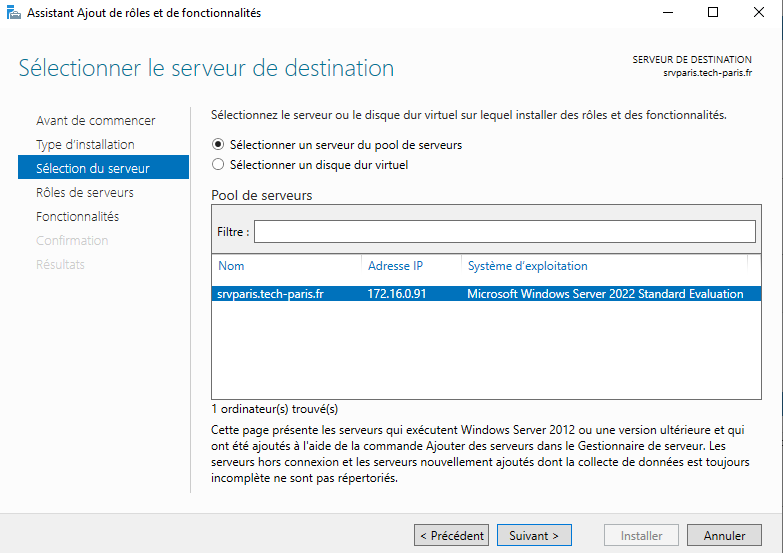 Assistant Ajout de rôles et de fonctionnalités
Sélectionner le serveur de destination
SERVEUR DE DESTINATION
srvparis.tech-paris.fr
Avant de commencer
Type d'installation
Sélection du serveur
Rôles de serveurs
Fonctionnalités
Confirmation
Résultats
Sélectionnez le serveur ou le disque dur virtuel sur lequel installer des rôles et des fonctionnalités.
Sélectionner un serveur du pool de serveurs
Sélectionner un disque dur virtuel
Pool de serveurs
Filtre :
Nom Adresse IP Système d'exploitation
srvparis.tech-paris.fr 172.16.0.91 Microsoft Windows Server 2022 Standard Evaluation
1 ordinateur(s) trouvé(s)
Cette page présente les serveurs qui exécutent Windows Server 2012 ou une version ultérieure et qui
ont été ajoutés à l'aide de la commande Ajouter des serveurs dans le Gestionnaire de serveur. Les
serveurs hors connexion et les serveurs nouvellement ajoutés dont la collecte de données est toujours
incomplète ne sont pas répertoriés.
< Précédent Suivant > Installer Annuler